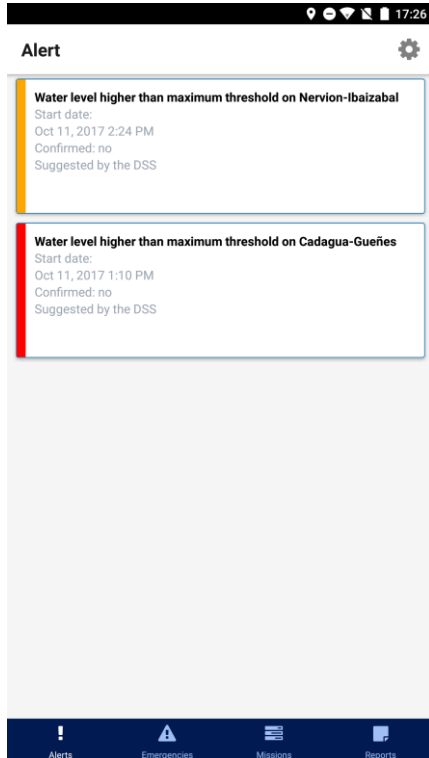 17:26
Alert
Water level higher than maximum threshold on Nervion-Ibaizabal
Start date:
Oct 11, 2017 2:24 PM
Confirmed: no
Suggested by the DSS
Water level higher than maximum threshold on Cadagua-Gueñes
Start date:
Oct 11, 2017 1:10 PM
Confirmed: no
Suggested by the DSS
Alerts Emergencies Missions Reports